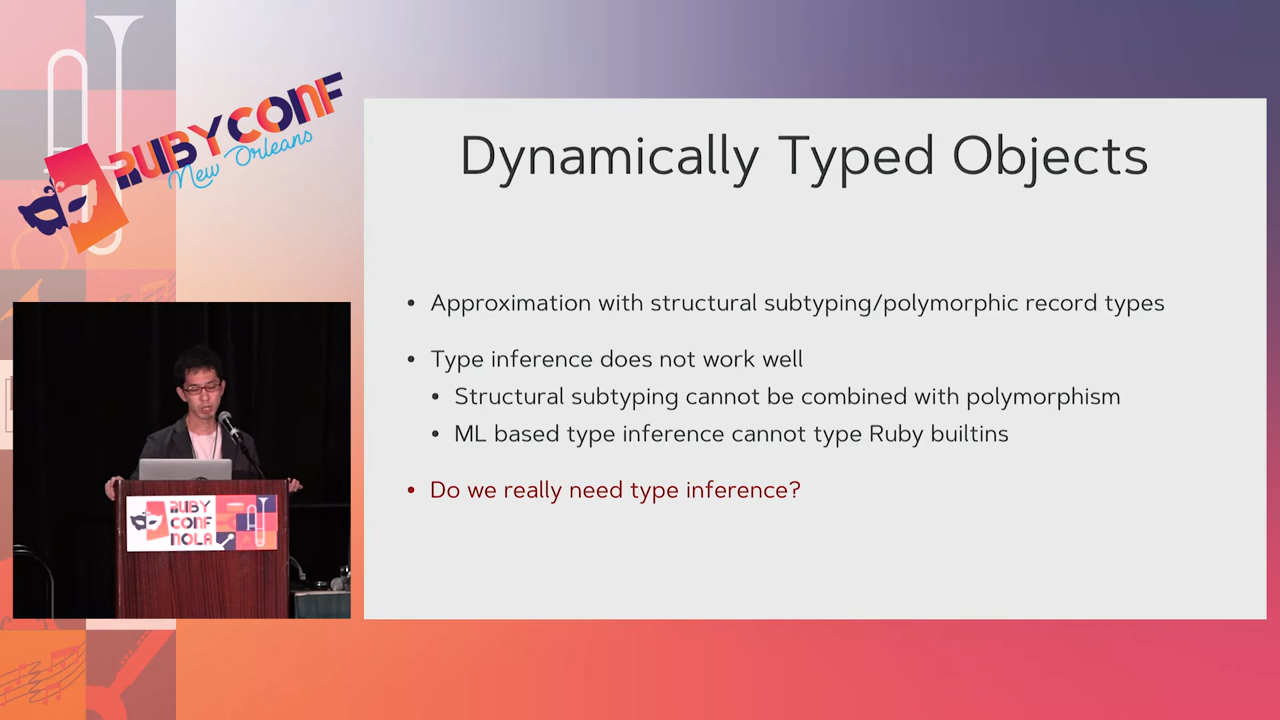 RUBYCONF
New Orleans
Dynamically Typed Objects
• Approximation with structural subtyping/polymorphic record types
• Type inference does not work well
• Structural subtyping cannot be combined with polymorphism
• ML based type inference cannot type Ruby builtins
• Do we really need type inference?
RUBY
CONF
NOLA